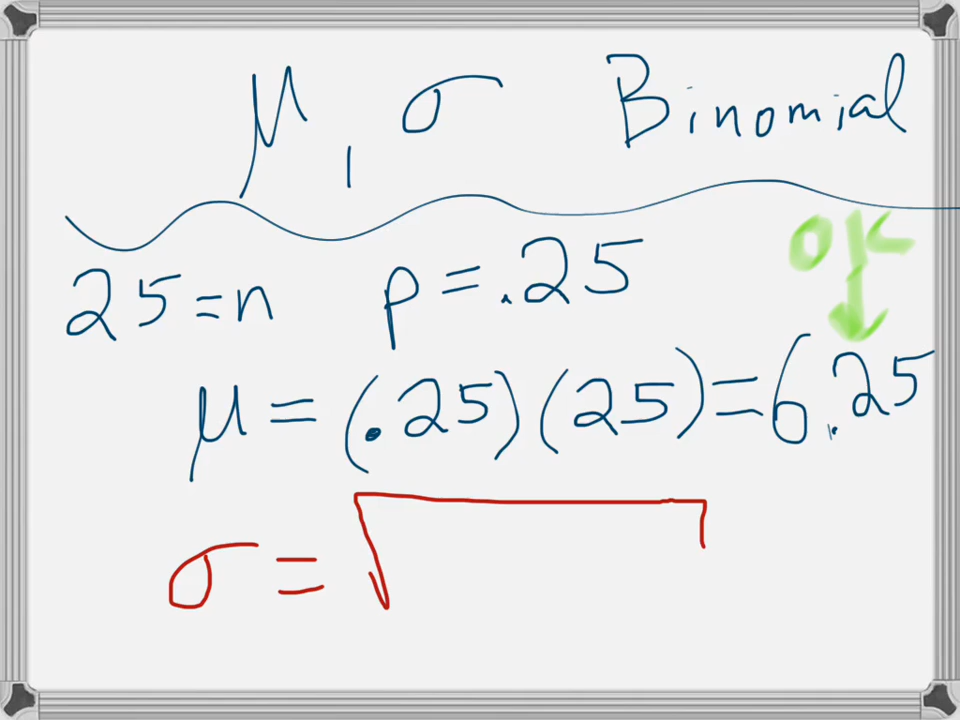 μ, σ Binomial
OK
25 = n p = .25
μ = (.25)(25) = 6.25
σ = √